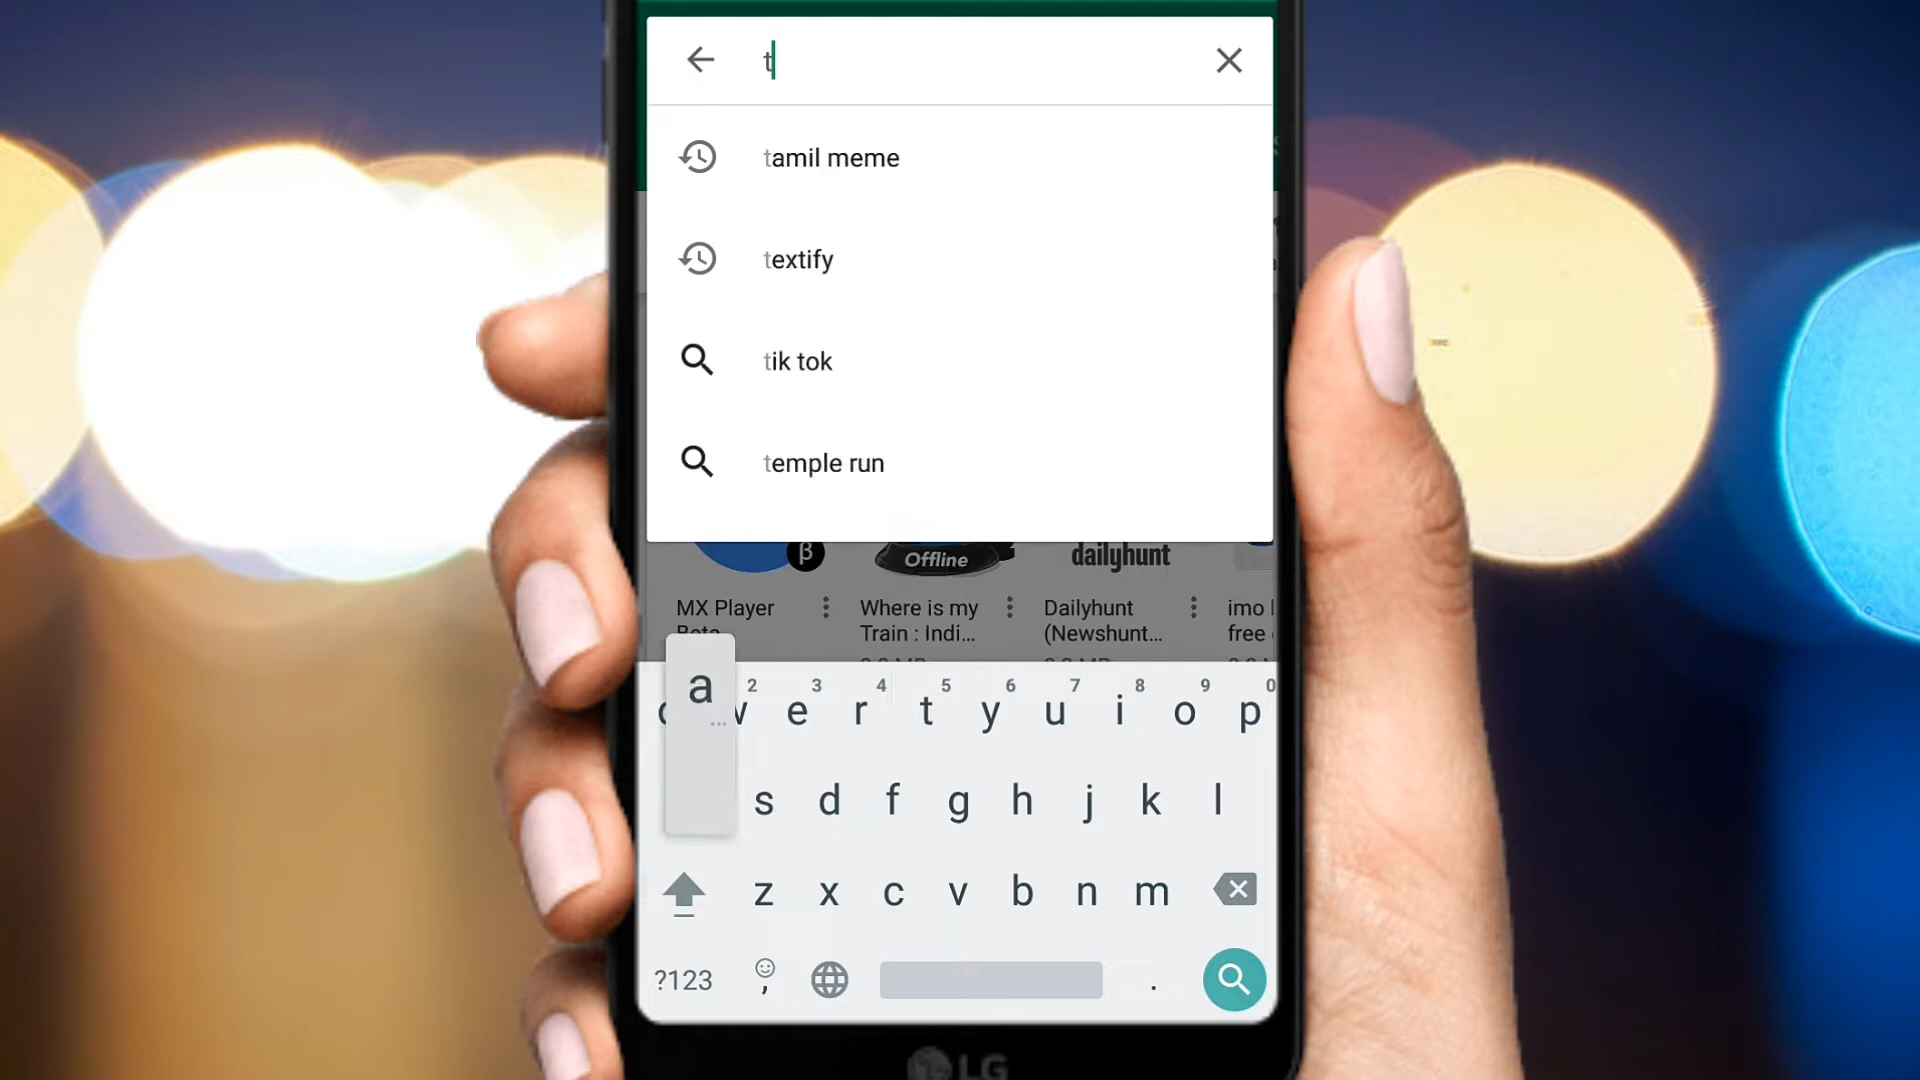 t
tamil meme
textify
tik tok
temple run
β
Offline
dailyhunt
MX Player
Beta
Where is my
Train : Indi...
Dailyhunt
(Newshunt...
imo
free
a
2 3 4 5 6 7 8 9 0
w e r t y u i o p
s d f g h j k l
z x c v b n m
?123 , .
LG